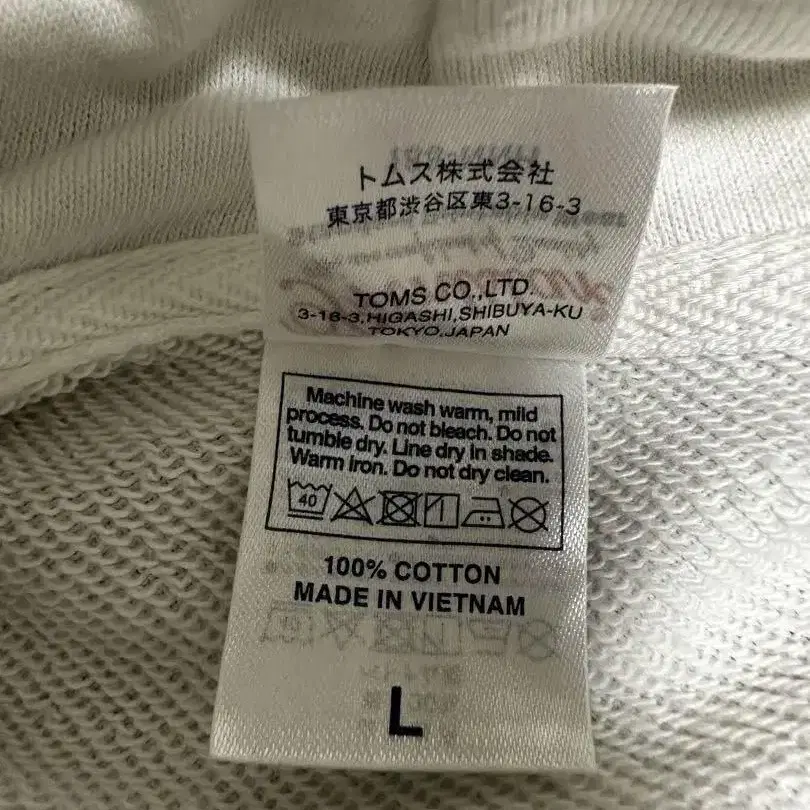 トムス株式会社
東京都渋谷区東3-16-3
TOMS CO.,LTD.
3-16-3,HIGASHI,SHIBUYA-KU
TOKYO,JAPAN
Machine wash warm, mild
process. Do not bleach. Do not
tumble dry. Line dry in shade.
Warm iron. Do not dry clean.
40
100% COTTON
MADE IN VIETNAM
L